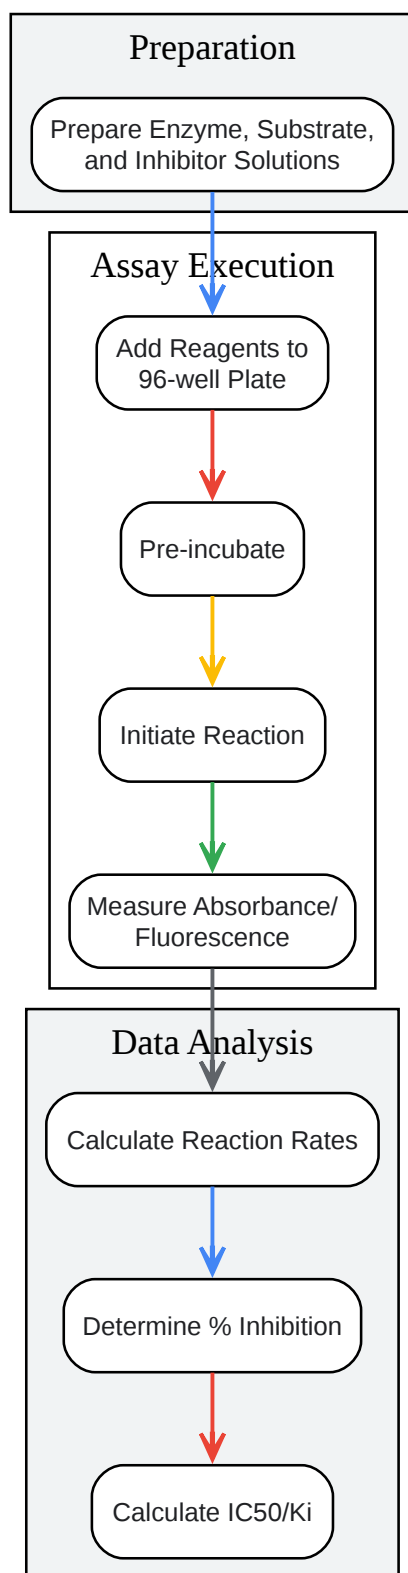 Preparation
Prepare Enzyme, Substrate,
and Inhibitor Solutions
Assay Execution
Add Reagents to
96-well Plate
Pre-incubate
Initiate Reaction
Measure Absorbance/
Fluorescence
Data Analysis
Calculate Reaction Rates
Determine % Inhibition
Calculate IC50/Ki